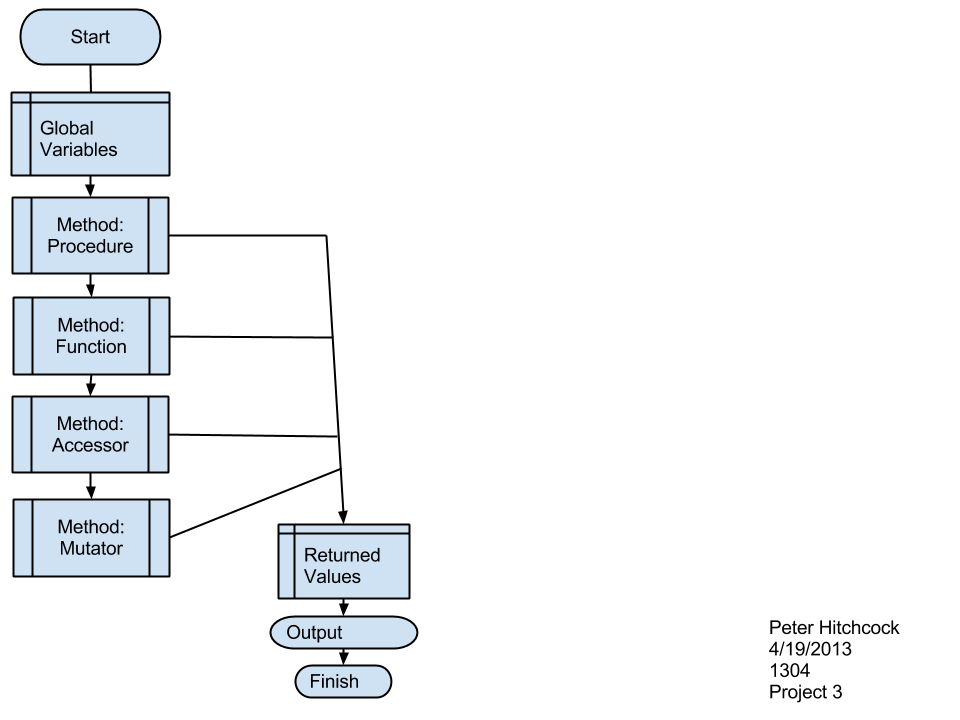 Start
Global
Variables
Method:
Procedure
Method:
Function
Method:
Accessor
Method:
Mutator
Returned
Values
Output
Finish
Peter Hitchcock
4/19/2013
1304
Project 3